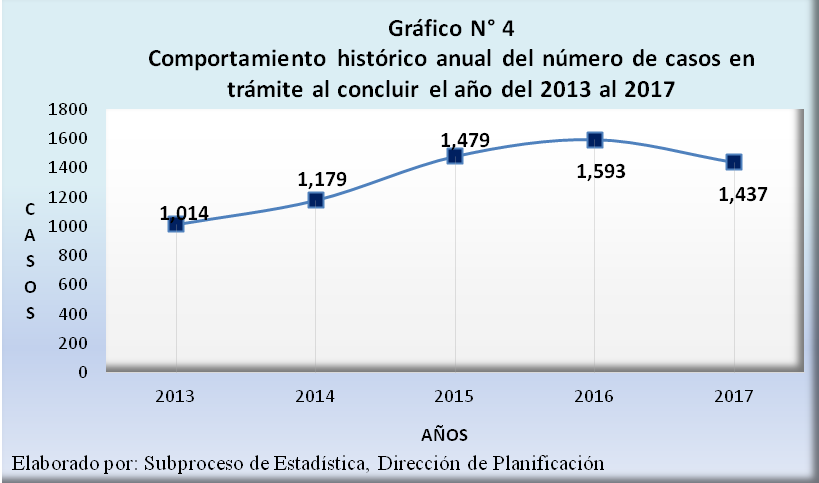 Gráfico N° 4
Comportamiento histórico anual del número de casos en
trámite al concluir el año del 2013 al 2017
1800
1600
1400
1200
1000
800
600
400
200
0
C
A
S
O
S
1,014
1,179
1,479
1,593
1,437
2013 2014 2015 2016 2017
AÑOS
Elaborado por: Subproceso de Estadística, Dirección de Planificación